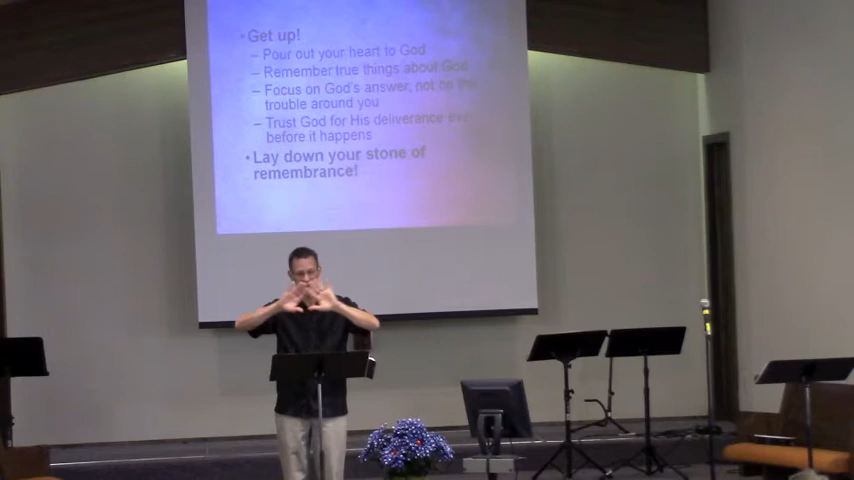 • Get up!
– Pour out your heart to God
– Remember true things about God
– Focus on God's answer, not on the
trouble around you
– Trust God for His deliverance even
before it happens
• Lay down your stone of
remembrance!